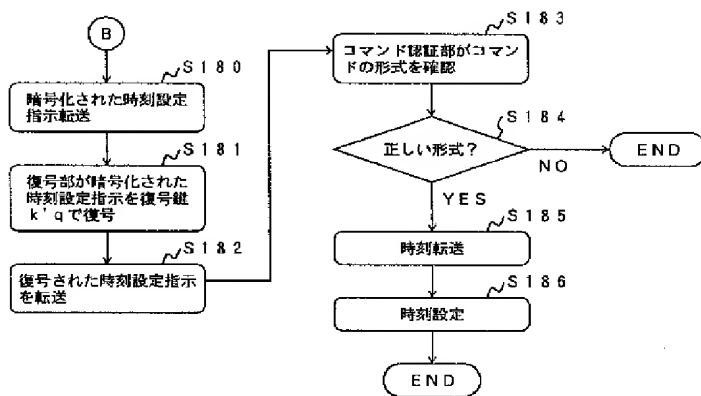 B
S180
暗号化された時刻設定
指示転送
S181
復号部が暗号化された
時刻設定指示を復号鍵
k'qで復号
S182
復号された時刻設定指示
を転送
S183
コマンド認証部がコマン
ドの形式を確認
S184
正しい形式?
NO
END
YES
S185
時刻転送
S186
時刻設定
END